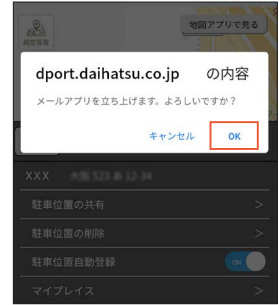 地図アプリで見る
航空写真
dport.daihatsu.co.jp の内容
メールアプリを立ち上げます。よろしいですか？
キャンセル OK
XXX
駐車位置の共有 >
駐車位置の削除 >
駐車位置自動登録 ON
マイプレイス >